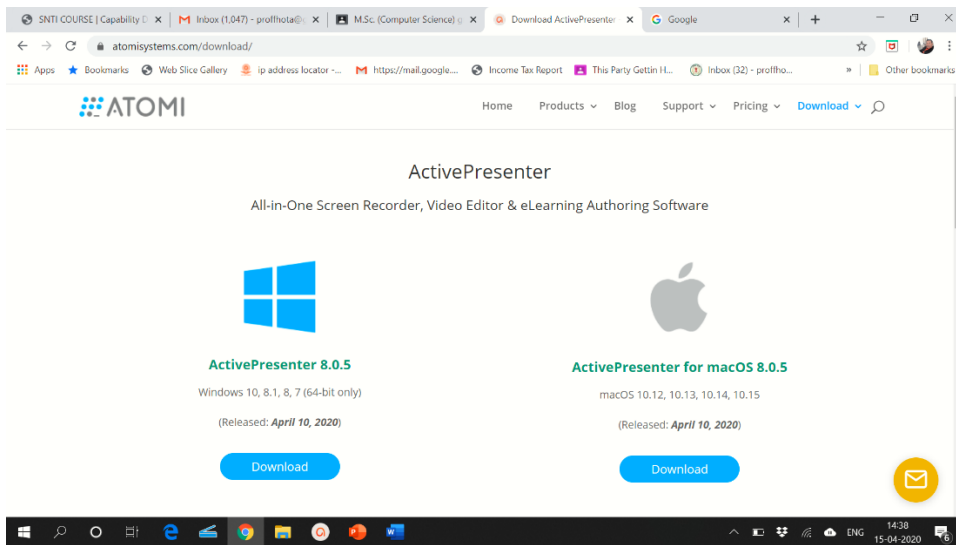 SNTI COURSE | Capability D
Inbox (1,047) - proffhota@
M.Sc. (Computer Science)
Download ActivePresenter
Google
atomisystems.com/download/
Apps Bookmarks Web Slice Gallery ip address locator -... https://mail.google.... Income Tax Report This Party Gettin H... Inbox (32) - proffho... » Other bookmarks
ATOMI
Home Products Blog Support Pricing Download
ActivePresenter
All-in-One Screen Recorder, Video Editor & eLearning Authoring Software
ActivePresenter 8.0.5
Windows 10, 8.1, 8, 7 (64-bit only)
(Released: April 10, 2020)
Download
ActivePresenter for macOS 8.0.5
macOS 10.12, 10.13, 10.14, 10.15
(Released: April 10, 2020)
Download
ENG
14:38
15-04-2020
6